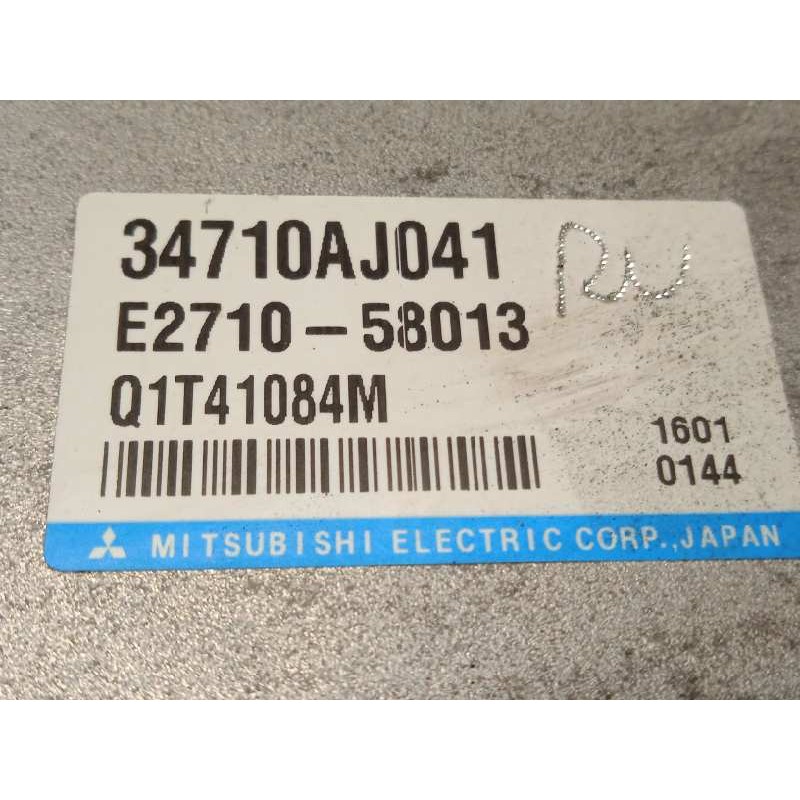 34710AJ041
E2710-58013
Q1T41084M
1601
0144
MITSUBISHI ELECTRIC CORP., JAPAN